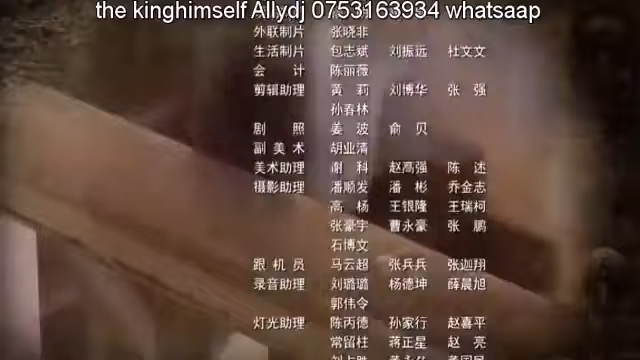 the kinghimself Allydj 0753163934 whatsaap
外联制片 张晓非
生活制片 包志斌 刘振远 杜文文
会 计 陈丽薇
剪辑助理 黄 莉 刘博华 张 强
孙春林
剧 照 姜 波 俞 贝
副 美 术 胡业清
美术助理 谢 科 赵高强 陈 述
摄影助理 潘顺发 潘 彬 乔金志
高 杨 王银隆 王瑞柯
张豪宇 曹永豪 张 鹏
石博文
跟 机 员 马云超 张兵兵 张迦翔
录音助理 刘璐璐 杨德坤 薛晨旭
郭伟令
灯光助理 陈丙德 孙家行 赵喜平
常留柱 蒋正星 赵 亮